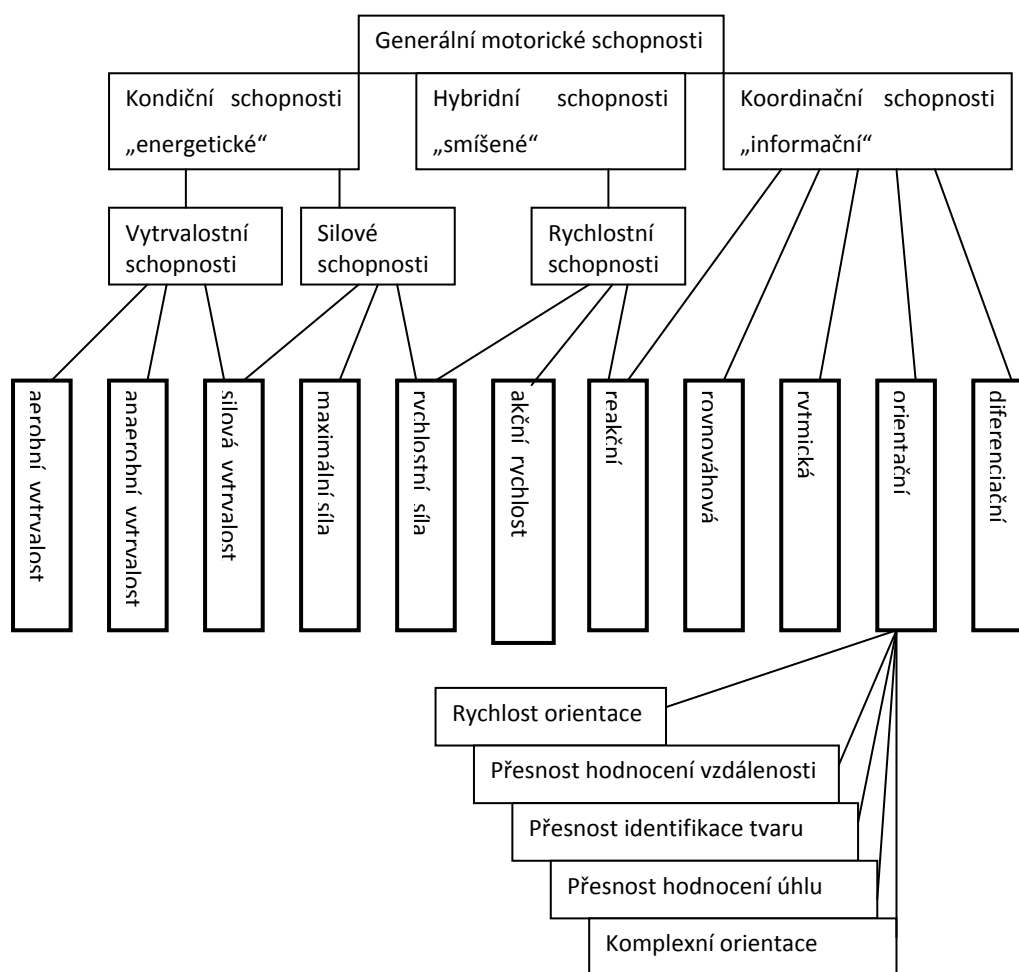 Generální motorické schopnosti
Kondiční schopnosti
„energetické“
Hybridní schopnosti
„smíšené“
Koordinační schopnosti
„informační“
Vytrvalostní
schopnosti
Silové
schopnosti
Rychlostní
schopnosti
aerobní vytrvalost
anaerobní vytrvalost
silová vytrvalost
maximální síla
rychlostní síla
akční rychlost
reakční
rovnováhová
rytmická
orientační
diferenciační
Rychlost orientace
Přesnost hodnocení vzdálenosti
Přesnost identifikace tvaru
Přesnost hodnocení úhlu
Komplexní orientace